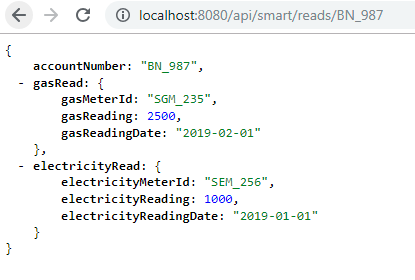 localhost:8080/api/smart/reads/BN_987
{
accountNumber: "BN_987",
- gasRead: {
gasMeterId: "SGM_235",
gasReading: 2500,
gasReadingDate: "2019-02-01"
},
- electricityRead: {
electricityMeterId: "SEM_256",
electricityReading: 1000,
electricityReadingDate: "2019-01-01"
}
}